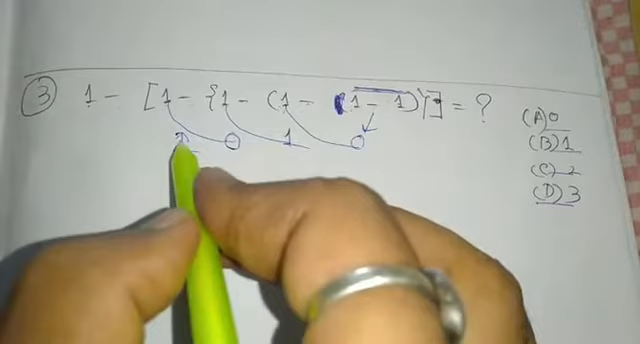 ③ 1 - [1 - {1 - (1 - (1̅ ̅-̅ ̅1̅)}] = ?
(A) 0
(B) 1
(C) 2
(D) 3
0 1 0